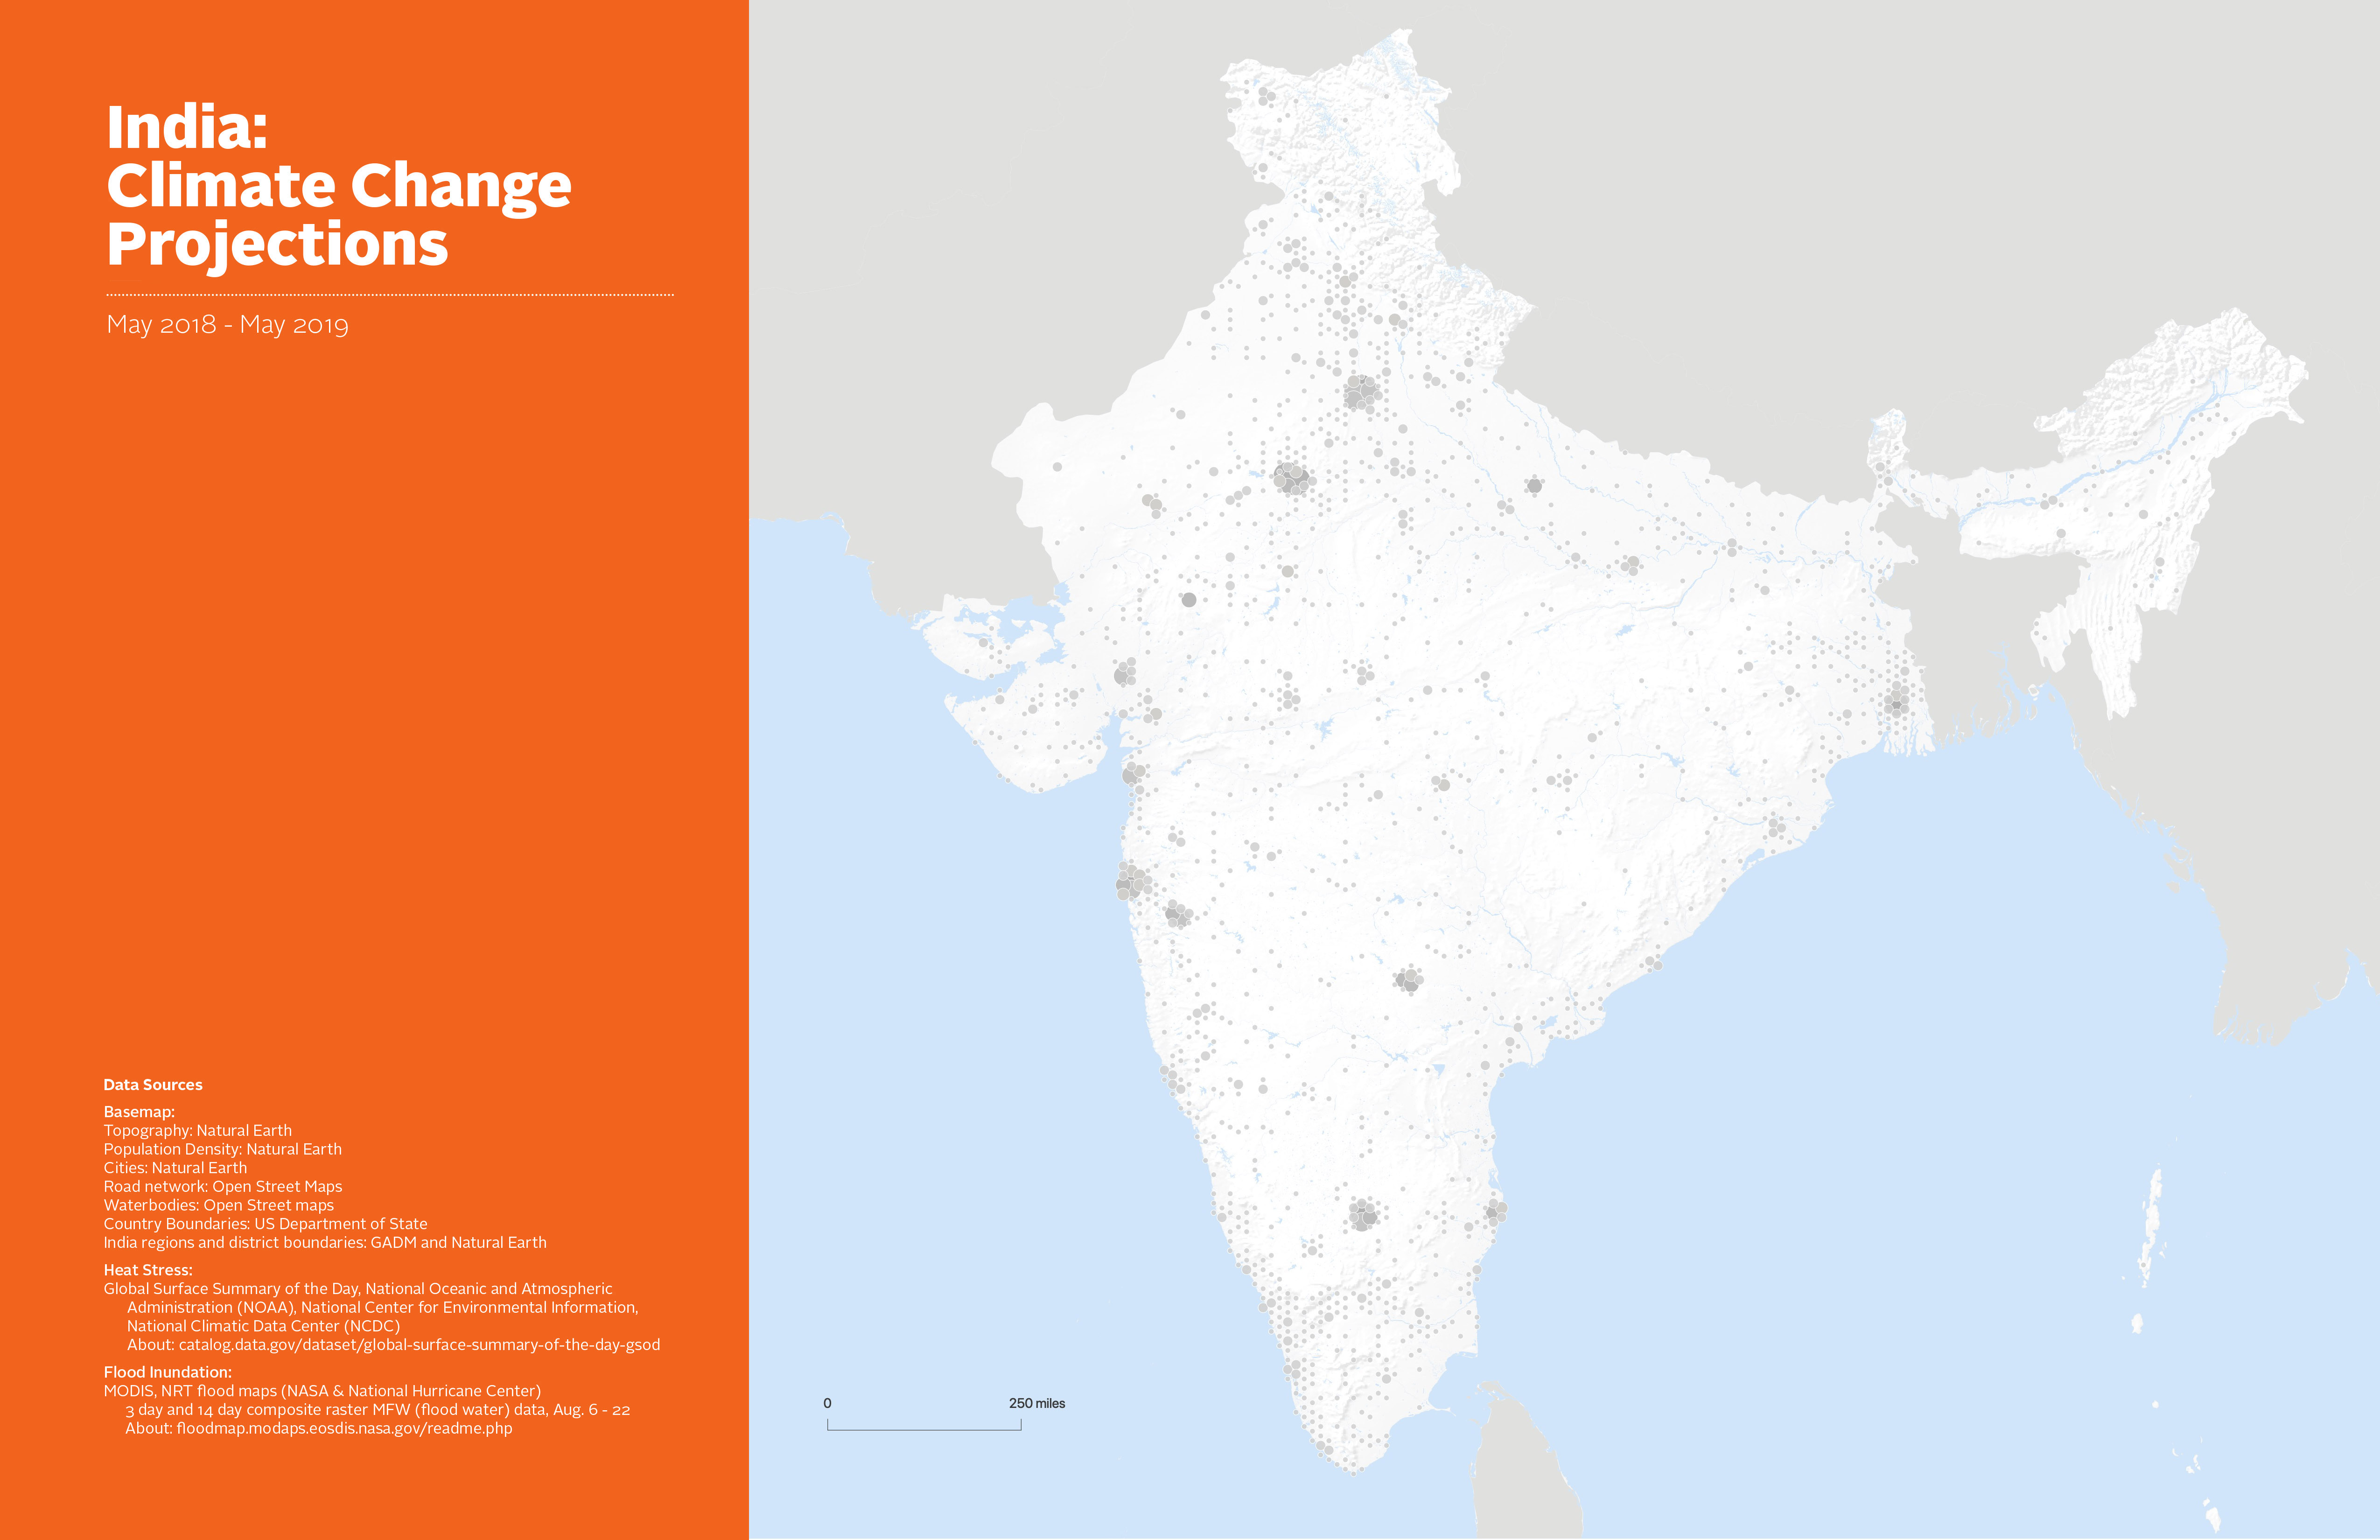 India:
Climate Change
Projections
May 2018 - May 2019
Data Sources
Basemap:
Topography: Natural Earth
Population Density: Natural Earth
Cities: Natural Earth
Road network: Open Street Maps
Waterbodies: Open Street maps
Country Boundaries: US Department of State
India regions and district boundaries: GADM and Natural Earth
Heat Stress:
Global Surface Summary of the Day, National Oceanic and Atmospheric
Administration (NOAA), National Center for Environmental Information,
National Climatic Data Center (NCDC)
About: catalog.data.gov/dataset/global-surface-summary-of-the-day-gsod
Flood Inundation:
MODIS, NRT flood maps (NASA & National Hurricane Center)
3 day and 14 day composite raster MFW (flood water) data, Aug. 6 - 22
About: floodmap.modaps.eosdis.nasa.gov/readme.php
0 250 miles